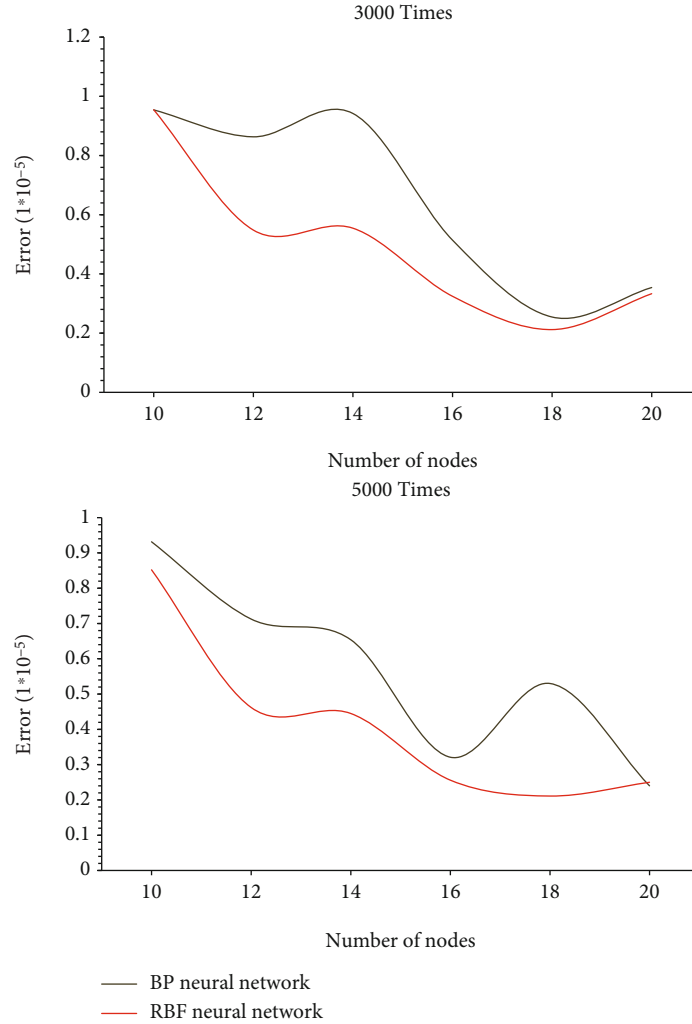 3000 Times
1.2
1
0.8
0.6
0.4
0.2
0
Error (1*10⁻⁵)
10 12 14 16 18 20
Number of nodes
5000 Times
1
0.9
0.8
0.7
0.6
0.5
0.4
0.3
0.2
0.1
0
Error (1*10⁻⁵)
10 12 14 16 18 20
Number of nodes
BP neural network
RBF neural network